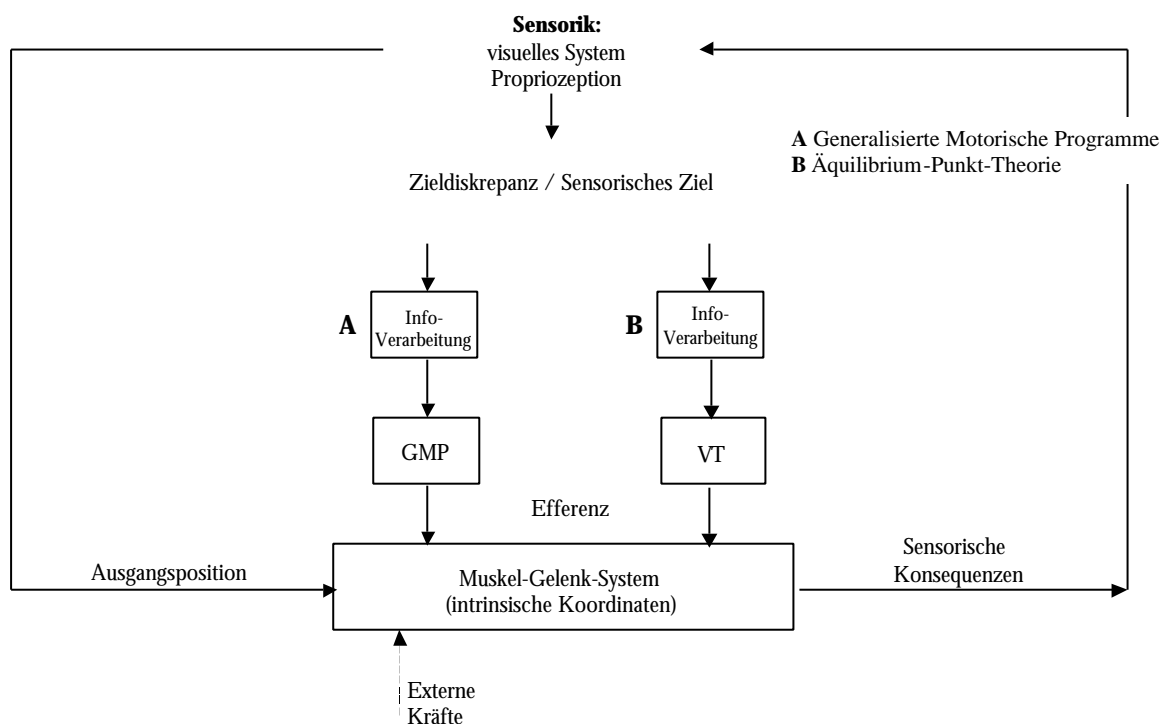 Sensorik:
visuelles System
Propriozeption
A Generalisierte Motorische Programme
B Äquilibrium-Punkt-Theorie
Zieldiskrepanz / Sensorisches Ziel
A
Info-
Verarbeitung
B
Info-
Verarbeitung
GMP
VT
Efferenz
Ausgangsposition
Muskel-Gelenk-System
(intrinsische Koordinaten)
Sensorische
Konsequenzen
Externe
Kräfte